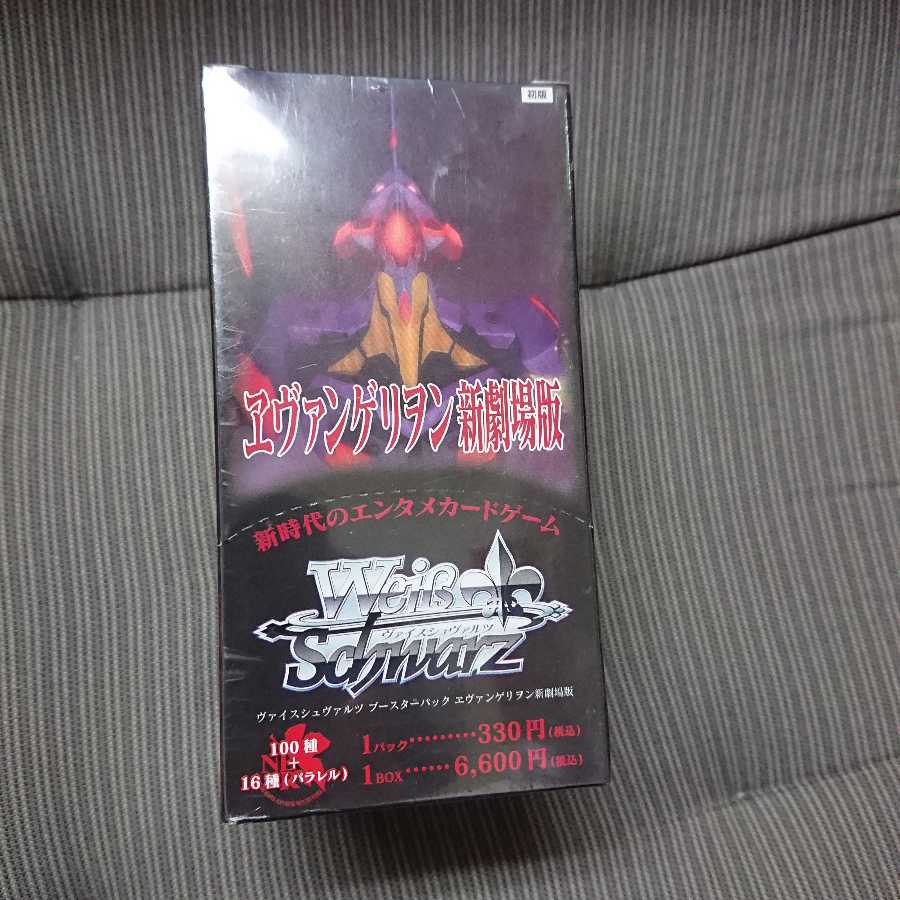 初版
ヱヴァンゲリヲン新劇場版
新時代のエンタメカードゲーム
Weiß
ヴァイスシュヴァルツ
Schwarz
ヴァイスシュヴァルツ ブースターパック ヱヴァンゲリヲン新劇場版
100種
+
16種(パラレル)
1パック………330円(税込)
1BOX……6,600円(税込)